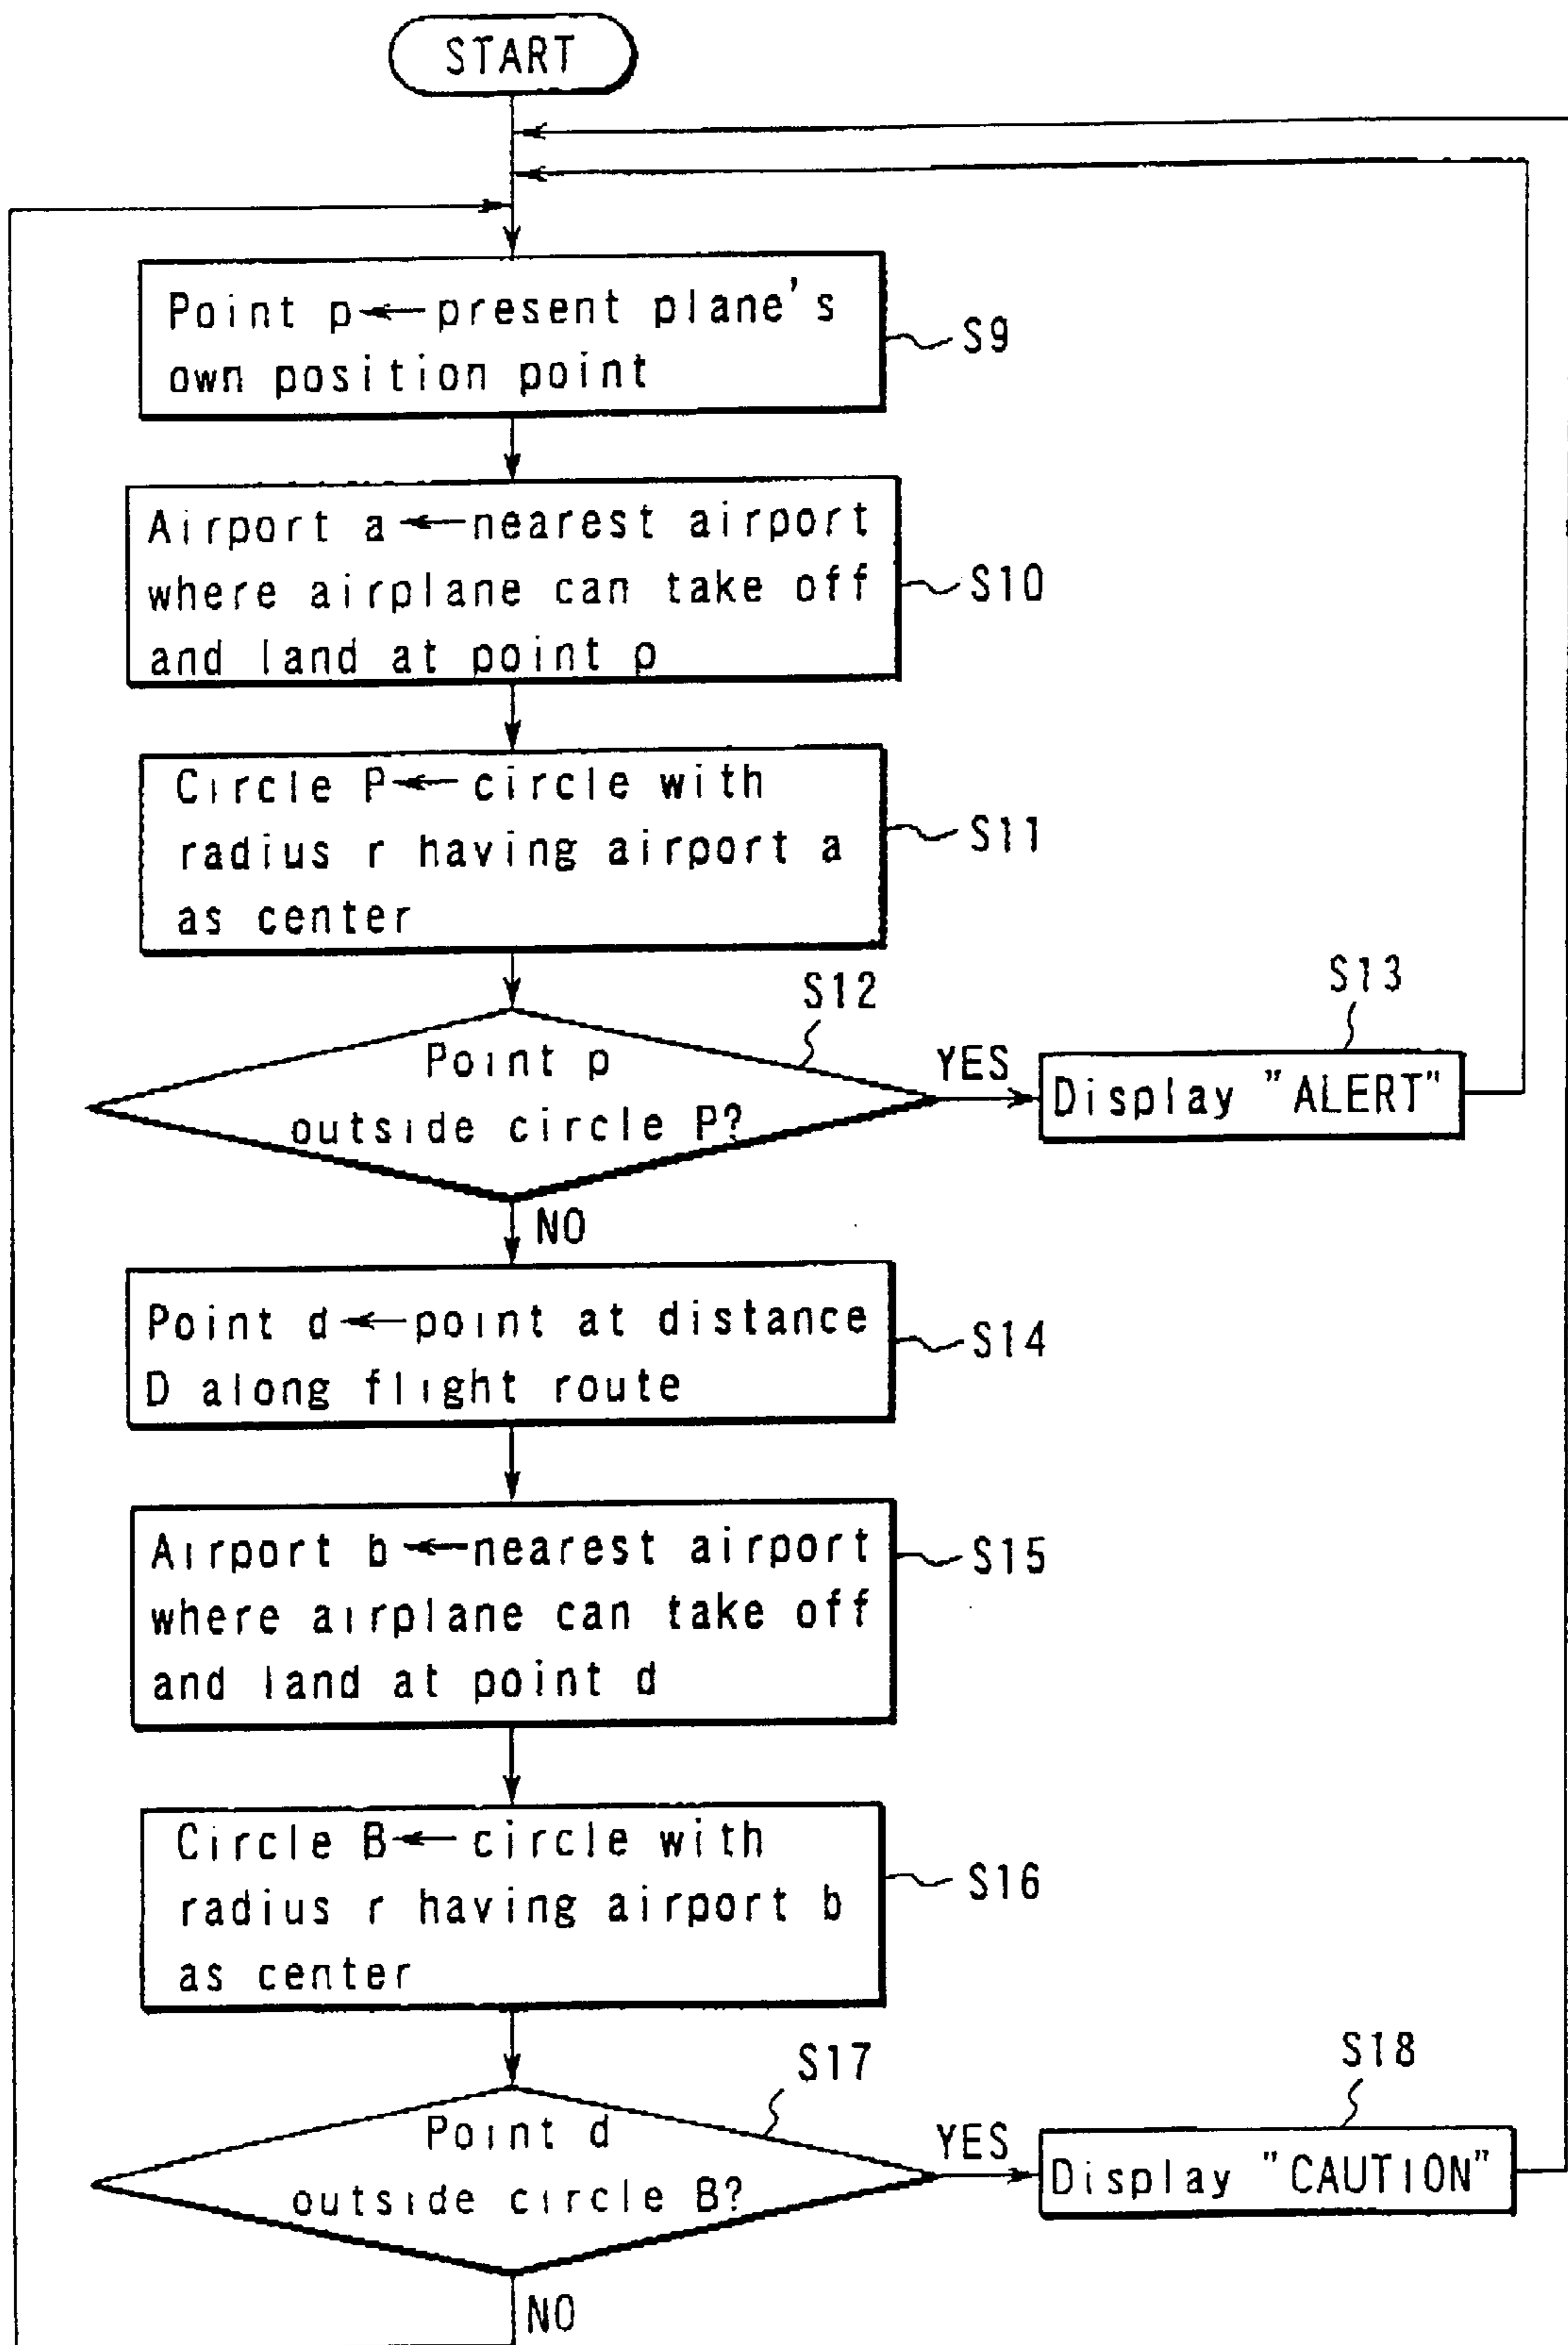 START
Point p←present plane's
own position point
S9
Airport a←nearest airport
where airplane can take off
and land at point p
S10
Circle P←circle with
radius r having airport a
as center
S11
S12
Point p
outside circle P?
YES
S13
Display "ALERT"
NO
Point d←point at distance
D along flight route
S14
Airport b←nearest airport
where airplane can take off
and land at point d
S15
Circle B←circle with
radius r having airport b
as center
S16
S17
Point d
outside circle B?
YES
S18
Display "CAUTION"
NO